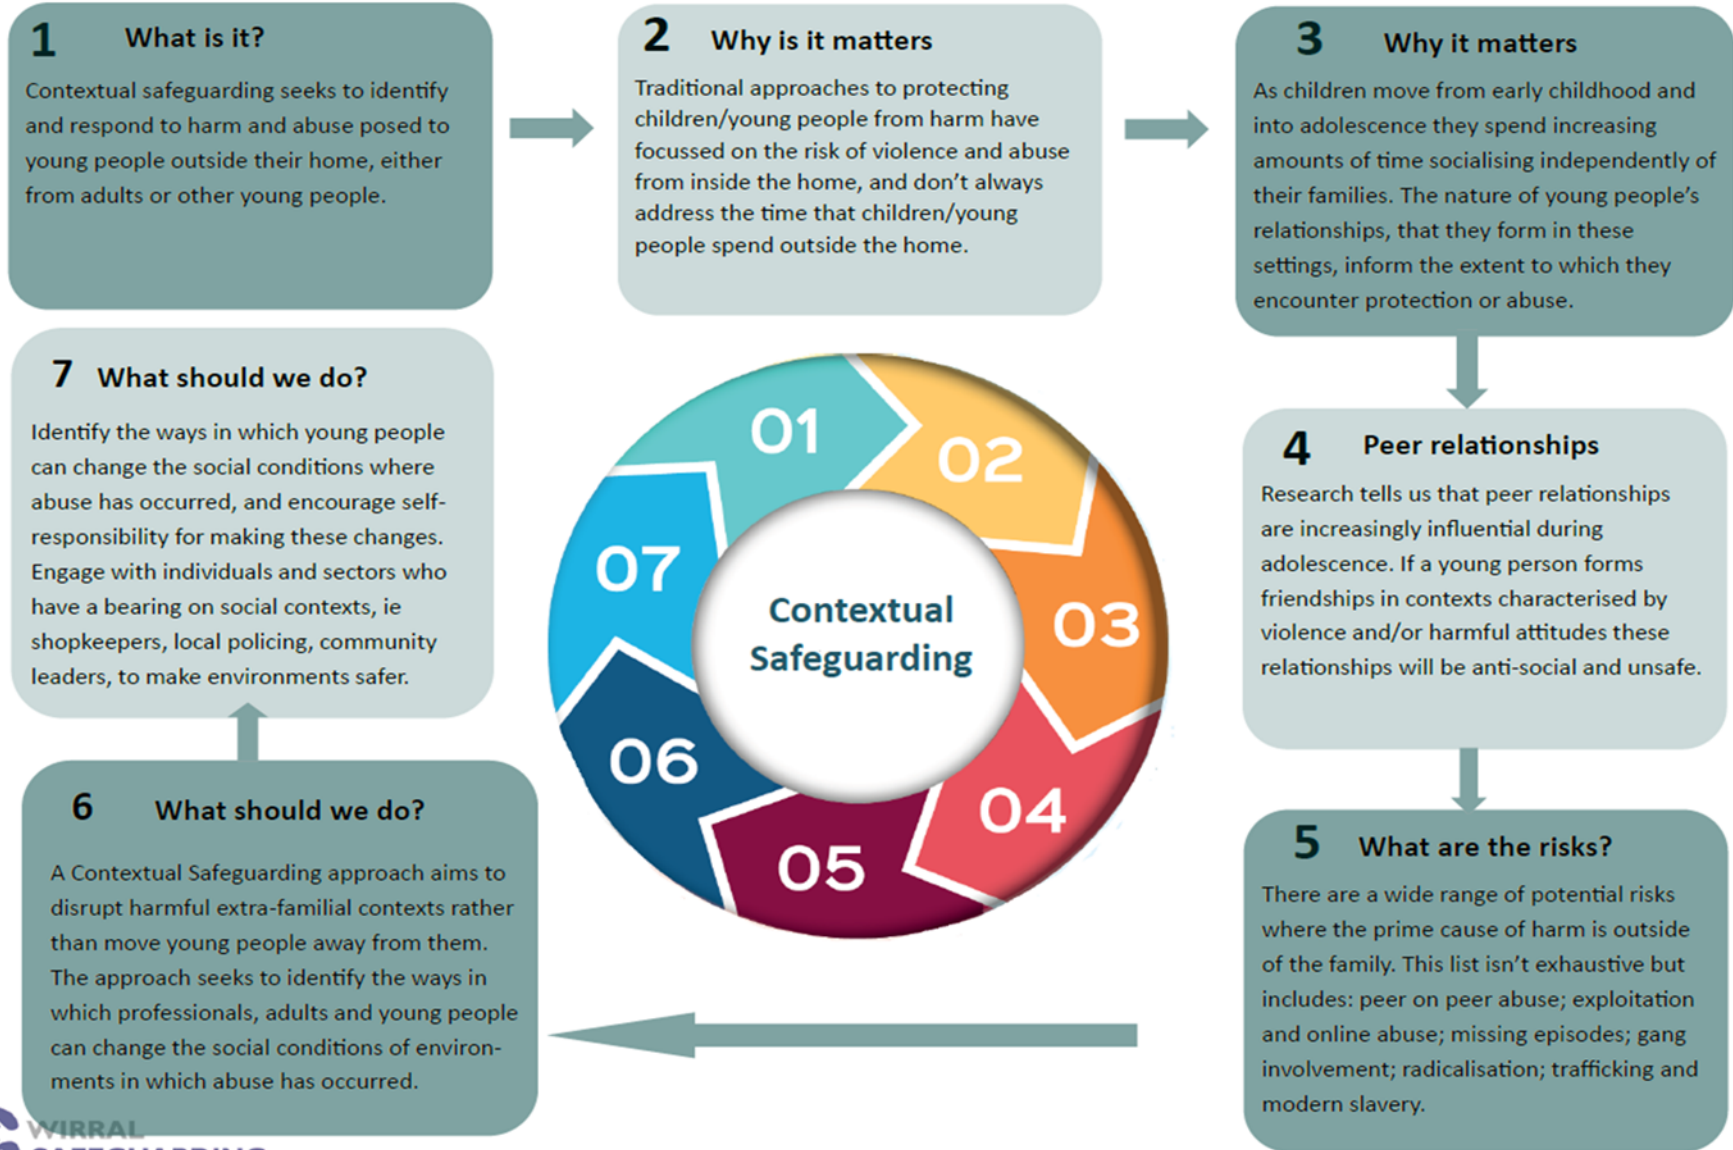 1 What is it?
Contextual safeguarding seeks to identify
and respond to harm and abuse posed to
young people outside their home, either
from adults or other young people.
2 Why is it matters
Traditional approaches to protecting
children/young people from harm have
focussed on the risk of violence and abuse
from inside the home, and don’t always
address the time that children/young
people spend outside the home.
3 Why it matters
As children move from early childhood and
into adolescence they spend increasing
amounts of time socialising independently of
their families. The nature of young people’s
relationships, that they form in these
settings, inform the extent to which they
encounter protection or abuse.
4 Peer relationships
Research tells us that peer relationships
are increasingly influential during
adolescence. If a young person forms
friendships in contexts characterised by
violence and/or harmful attitudes these
relationships will be anti-social and unsafe.
5 What are the risks?
There are a wide range of potential risks
where the prime cause of harm is outside
of the family. This list isn’t exhaustive but
includes: peer on peer abuse; exploitation
and online abuse; missing episodes; gang
involvement; radicalisation; trafficking and
modern slavery.
6 What should we do?
A Contextual Safeguarding approach aims to
disrupt harmful extra-familial contexts rather
than move young people away from them.
The approach seeks to identify the ways in
which professionals, adults and young people
can change the social conditions of environ-
ments in which abuse has occurred.
7 What should we do?
Identify the ways in which young people
can change the social conditions where
abuse has occurred, and encourage self-
responsibility for making these changes.
Engage with individuals and sectors who
have a bearing on social contexts, ie
shopkeepers, local policing, community
leaders, to make environments safer.
01
02
03
04
05
06
07
Contextual
Safeguarding
WIRRAL
SAFEGUARDING